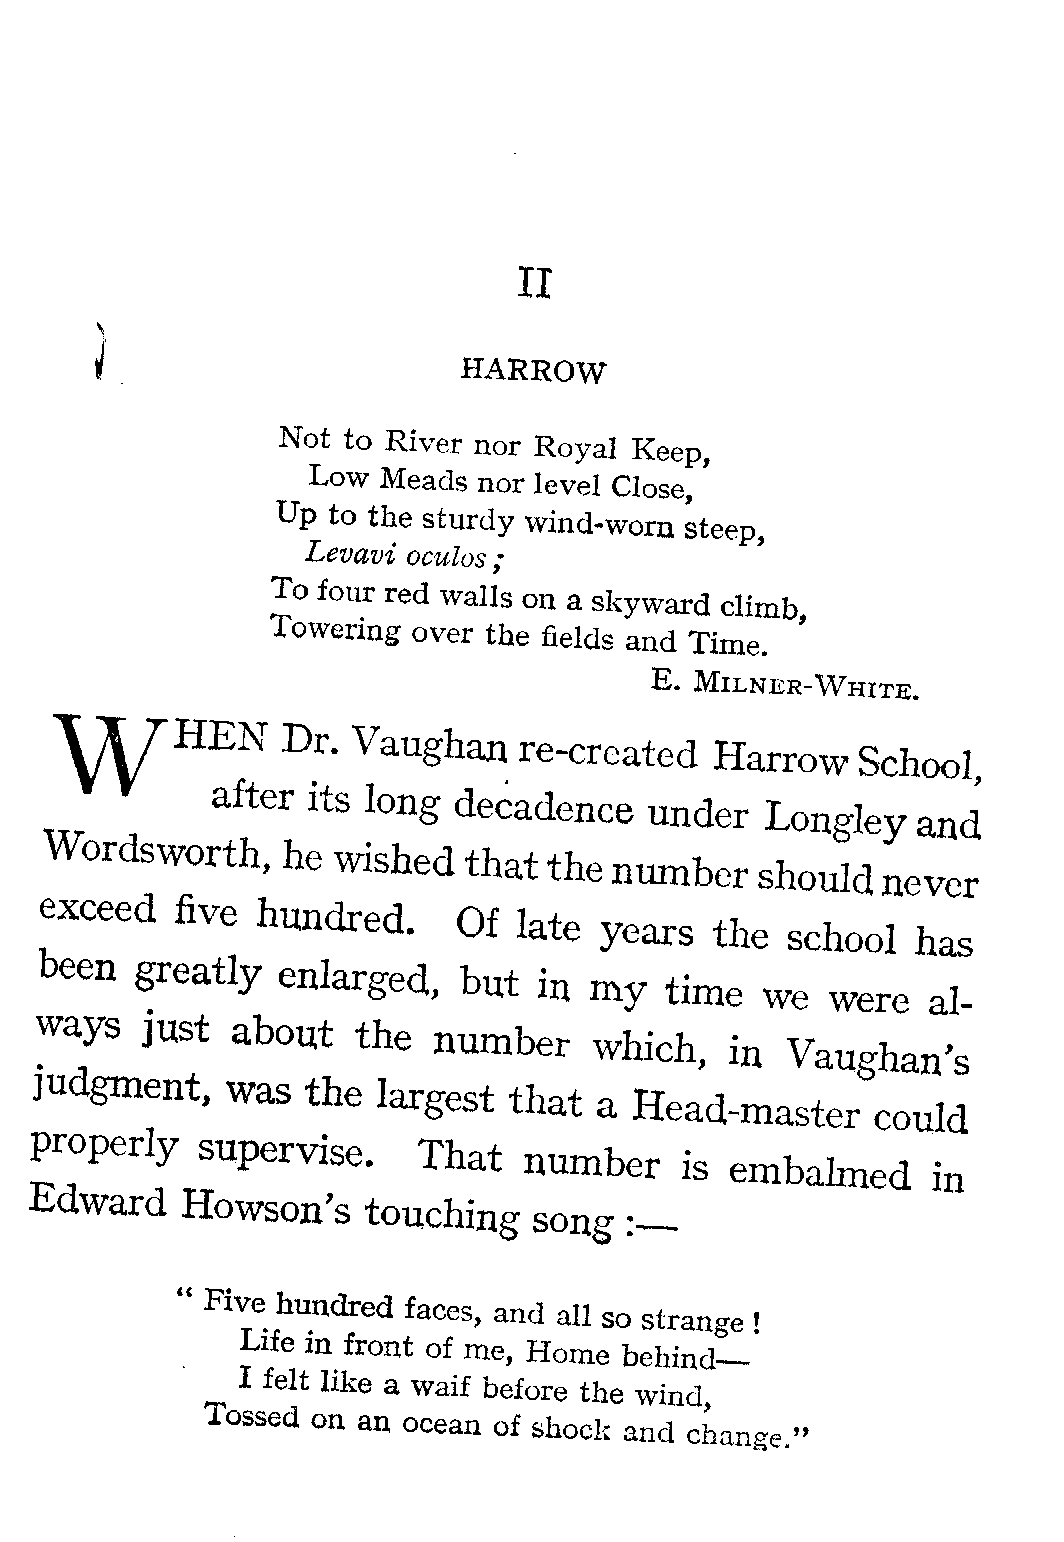 II
HARROW
Not to River nor Royal Keep,
Low Meads nor level Close,
Up to the sturdy wind-worn steep,
Levavi oculos ;
To four red walls on a skyward climb,
Towering over the fields and Time.
E. MILNER-WHITE.
WHEN Dr. Vaughan re-created Harrow School,
after its long decadence under Longley and
Wordsworth, he wished that the number should never
exceed five hundred. Of late years the school has
been greatly enlarged, but in my time we were al-
ways just about the number which, in Vaughan's
judgment, was the largest that a Head-master could
properly supervise. That number is embalmed in
Edward Howson's touching song :—
“ Five hundred faces, and all so strange !
Life in front of me, Home behind—
I felt like a waif before the wind,
Tossed on an ocean of shock and change.”